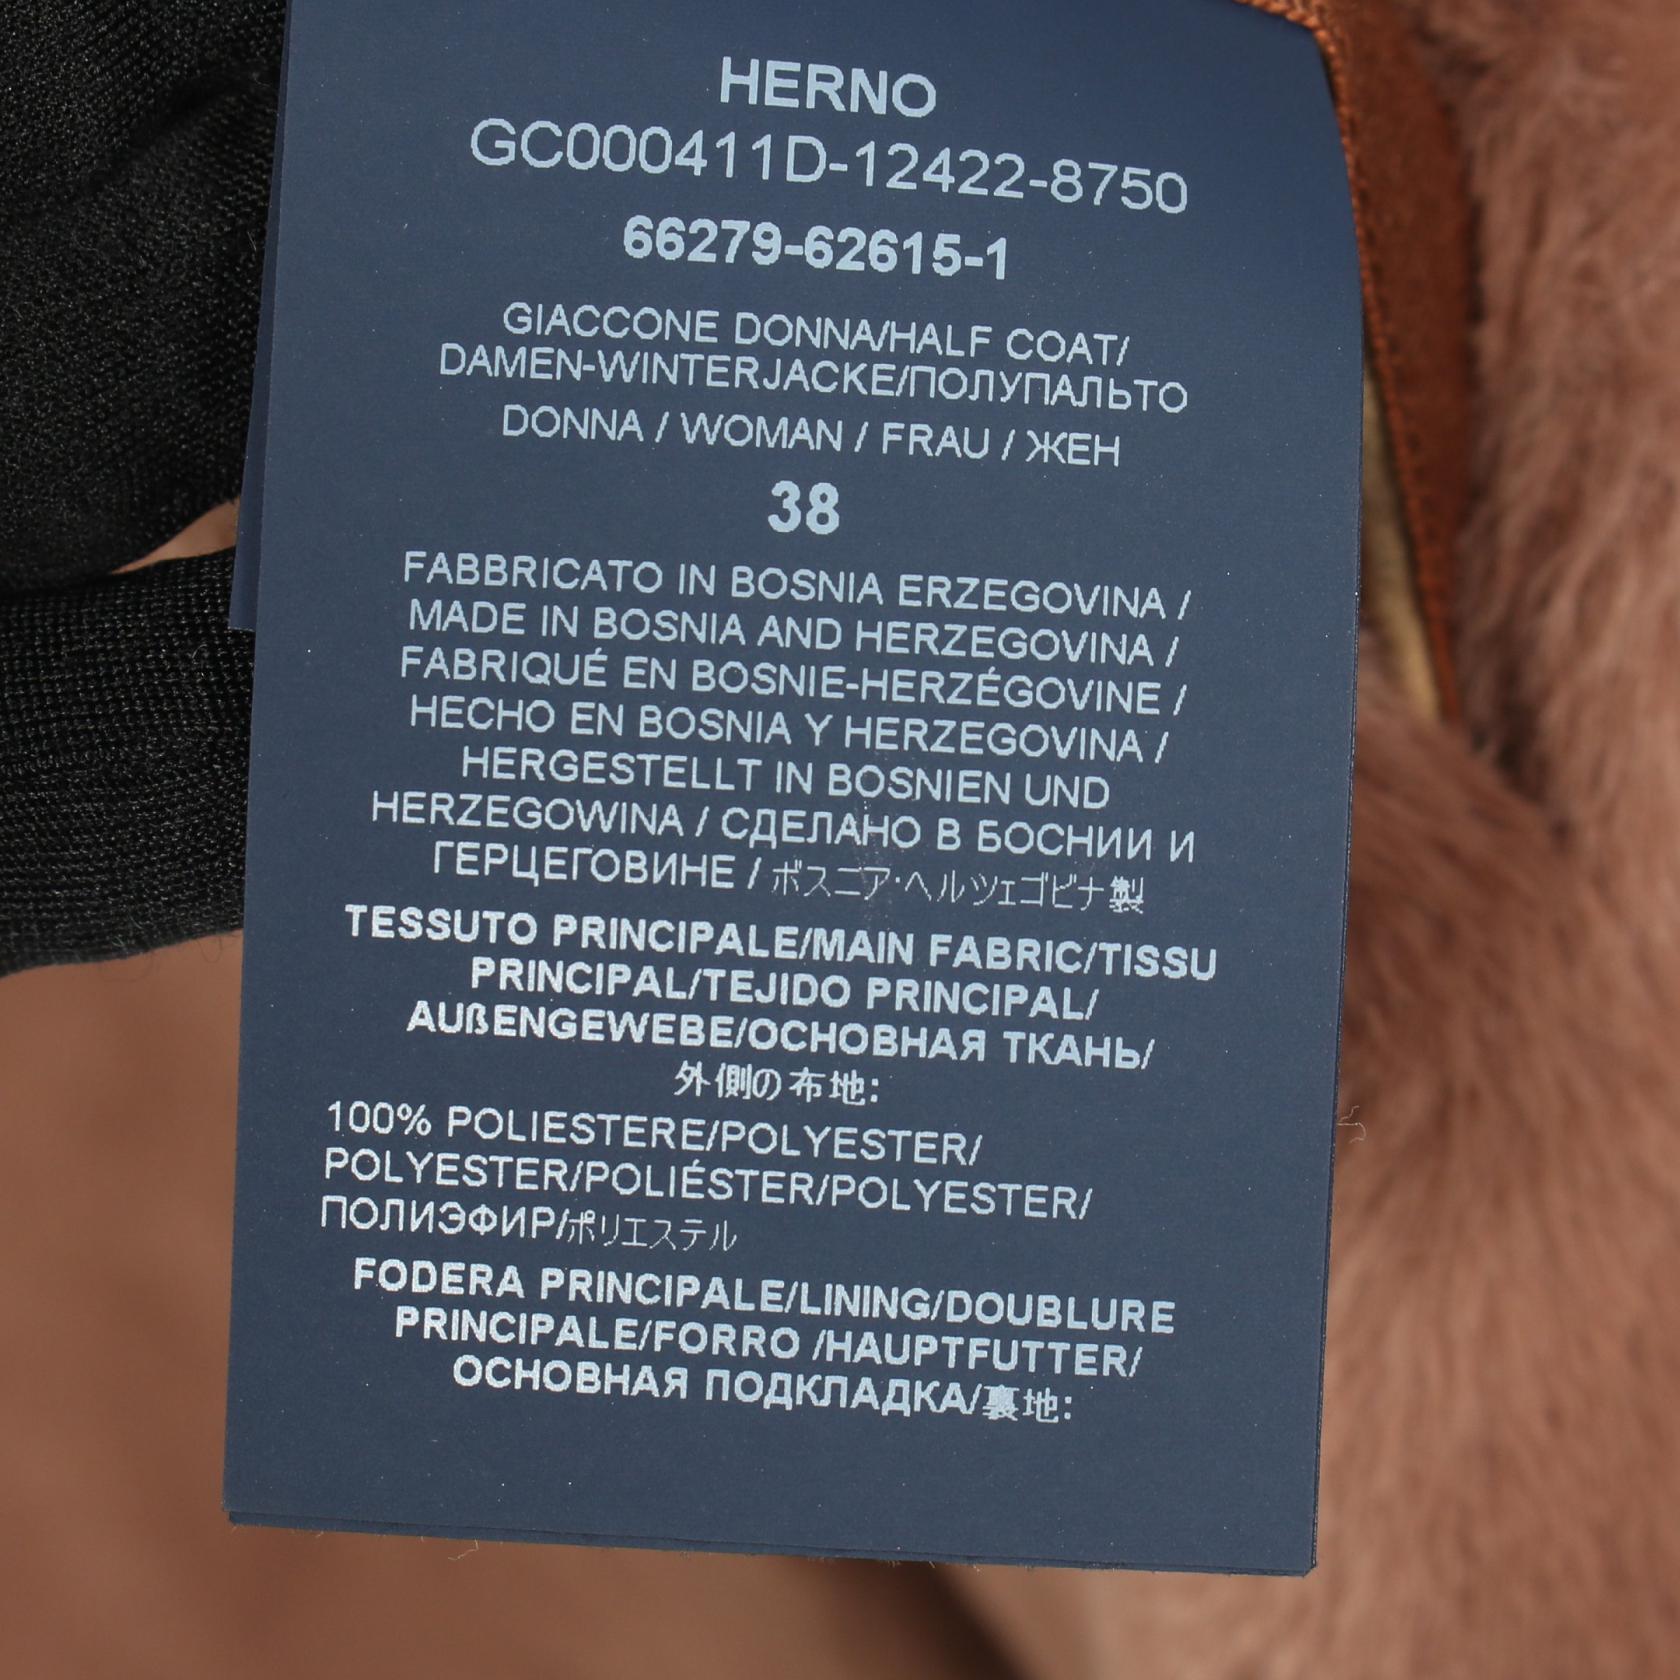 HERNO
GC000411D-12422-8750
66279-62615-1
GIACCONE DONNA/HALF COAT/
DAMEN-WINTERJACKE/ПОЛУПАЛЬТО
DONNA / WOMAN / FRAU / ЖЕН
38
FABBRICATO IN BOSNIA ERZEGOVINA /
MADE IN BOSNIA AND HERZEGOVINA /
FABRIQUÉ EN BOSNIE-HERZÉGOVINE /
HECHO EN BOSNIA Y HERZEGOVINA /
HERGESTELLT IN BOSNIEN UND
HERZEGOWINA / СДЕЛАНО В БОСНИИ И
ГЕРЦЕГОВИНЕ / ボスニア·ヘルツェゴビナ製
TESSUTO PRINCIPALE/MAIN FABRIC/TISSU
PRINCIPAL/TEJIDO PRINCIPAL/
AUßENGEWEBE/ОСНОВНАЯ ТКАНЬ/
外側の布地:
100% POLIESTERE/POLYESTER/
POLYESTER/POLIÉSTER/POLYESTER/
ПОЛИЭФИР/ポリエステル
FODERA PRINCIPALE/LINING/DOUBLURE
PRINCIPALE/FORRO /HAUPTFUTTER/
ОСНОВНАЯ ПОДКЛАДКА/裏地: